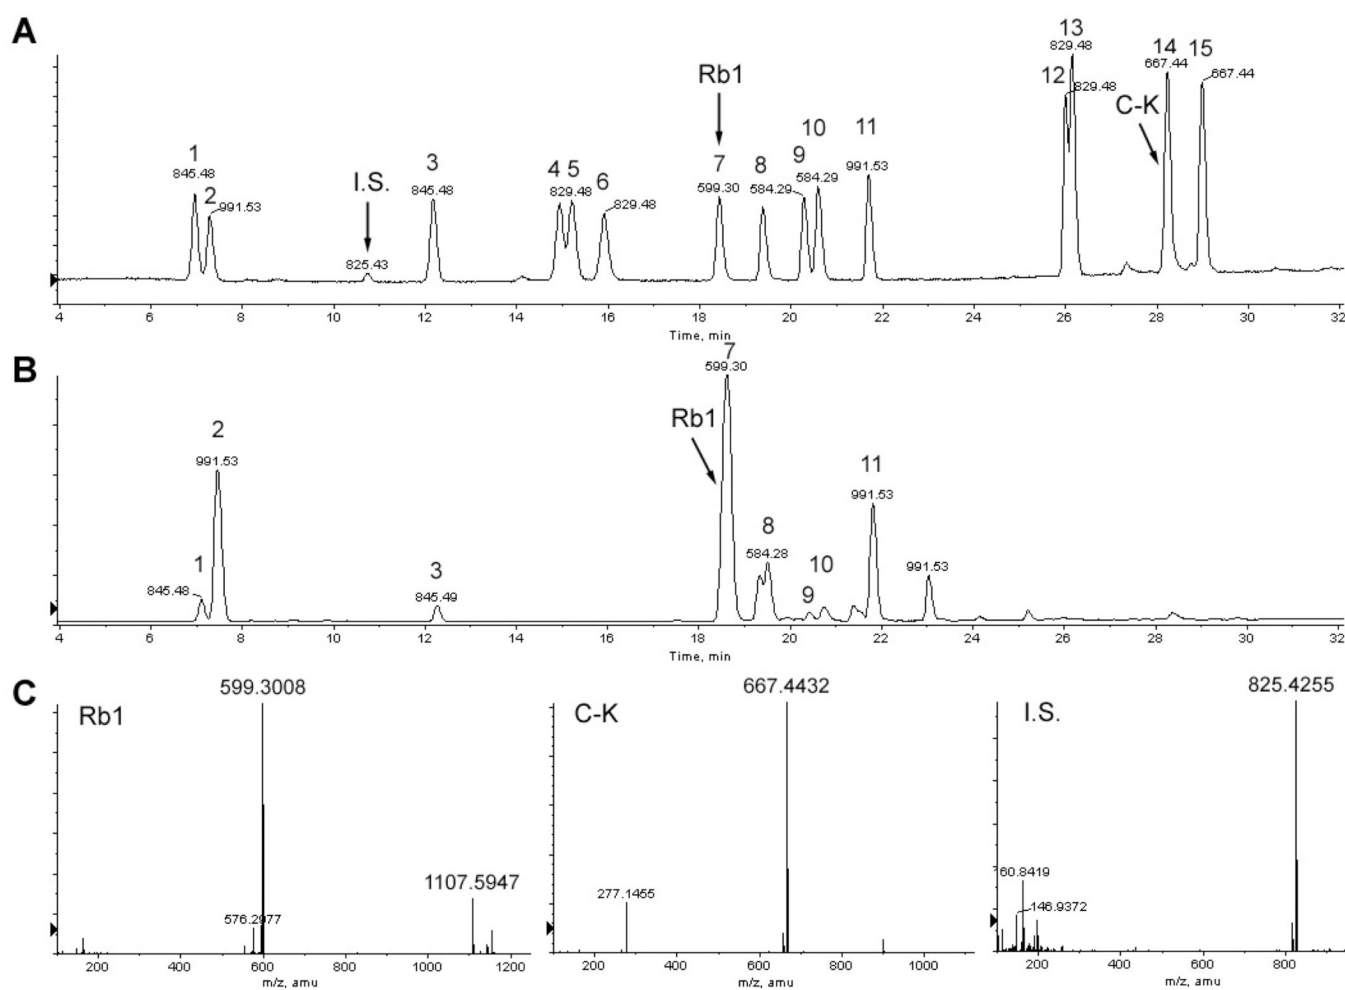 A
13
829.48
14
667.44
15
667.44
12
829.48
Rb1
C-K
1
845.48
2
991.53
I.S.
825.43
3
845.48
4
5
829.48
6
829.48
7
599.30
8
9
584.29
10
584.29
11
991.53
4 6 8 10 12 14 16 18 20 22 24 26 28 30 32
Time, min
B
7
599.30
Rb1
2
991.53
1
845.48
3
845.49
8
584.28
9
10
11
991.53
991.53
4 6 8 10 12 14 16 18 20 22 24 26 28 30 32
Time, min
C
Rb1
599.3008
576.2977
1107.5947
200 400 600 800 1000 1200
m/z, amu
C-K
667.4432
277.1455
200 400 600 800 1000
m/z, amu
I.S.
825.4255
60.8419
146.9372
200 400 600 800
m/z, amu